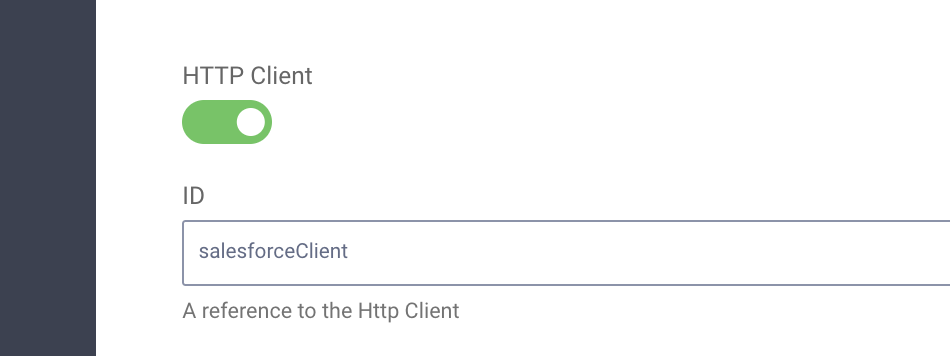 HTTP Client
ID
salesforceClient
A reference to the Http Client